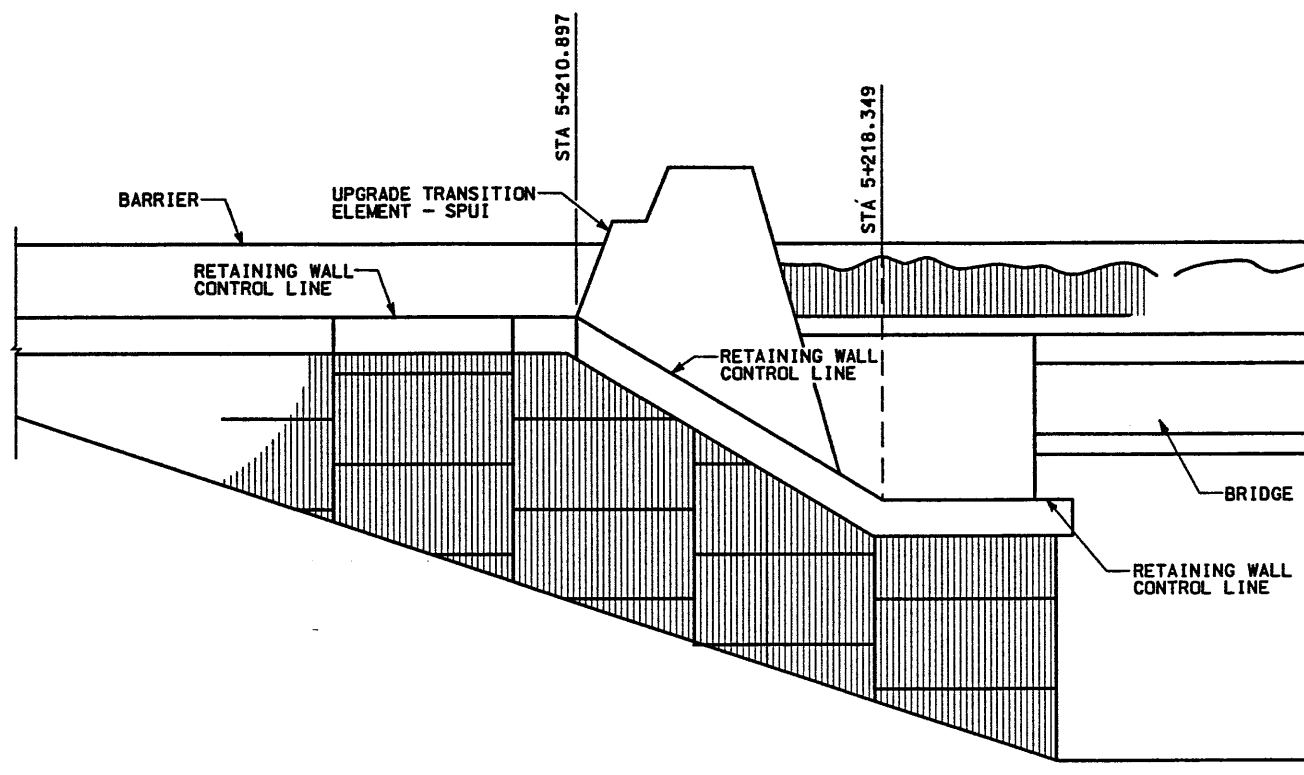 STA 5+210.897
STA 5+218.349
BARRIER
UPGRADE TRANSITION
ELEMENT - SPUI
RETAINING WALL
CONTROL LINE
RETAINING WALL
CONTROL LINE
BRIDGE
RETAINING WALL
CONTROL LINE